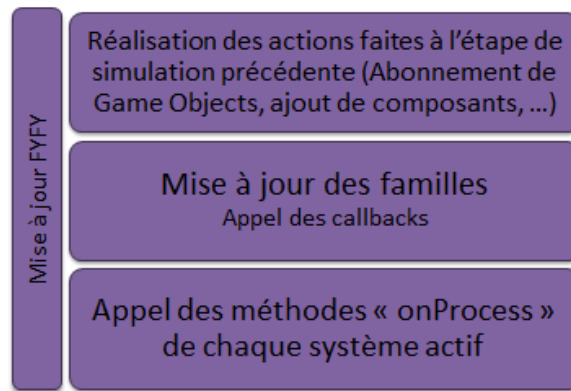 Mise à jour FYFY
Réalisation des actions faites à l'étape de
simulation précédente (Abonnement de
Game Objects, ajout de composants, ...)
Mise à jour des familles
Appel des callbacks
Appel des méthodes « onProcess »
de chaque système actif